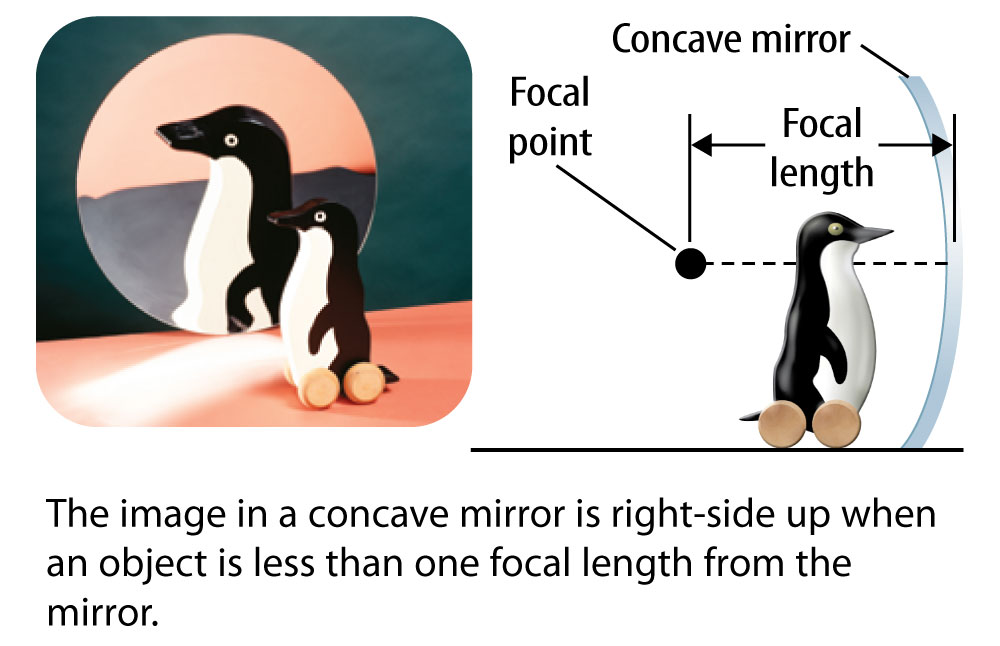 Concave mirror
Focal
point
Focal
length
The image in a concave mirror is right-side up when
an object is less than one focal length from the
mirror.